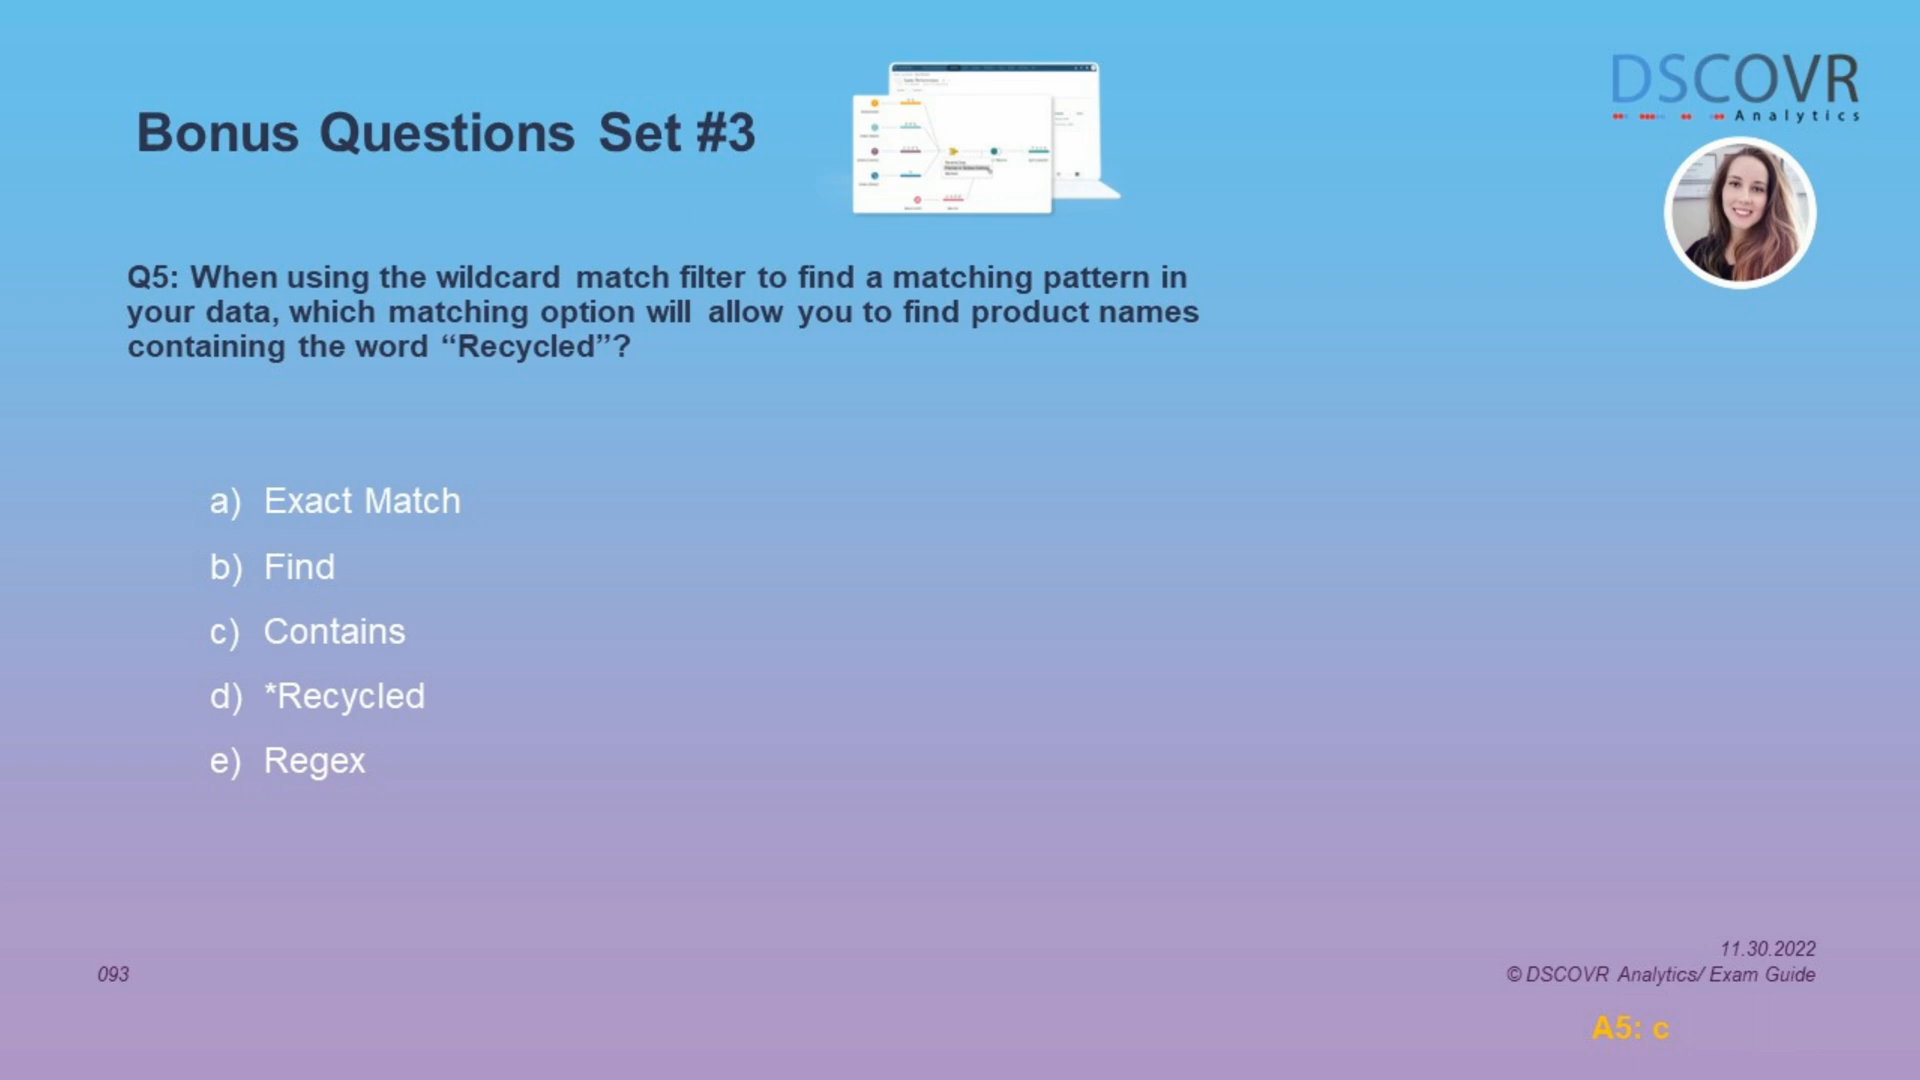 DSCOVR
Analytics
Bonus Questions Set #3
Q5: When using the wildcard match filter to find a matching pattern in
your data, which matching option will allow you to find product names
containing the word “Recycled”?
a) Exact Match
b) Find
c) Contains
d) *Recycled
e) Regex
11.30.2022
093
© DSCOVR Analytics/ Exam Guide
A5: c